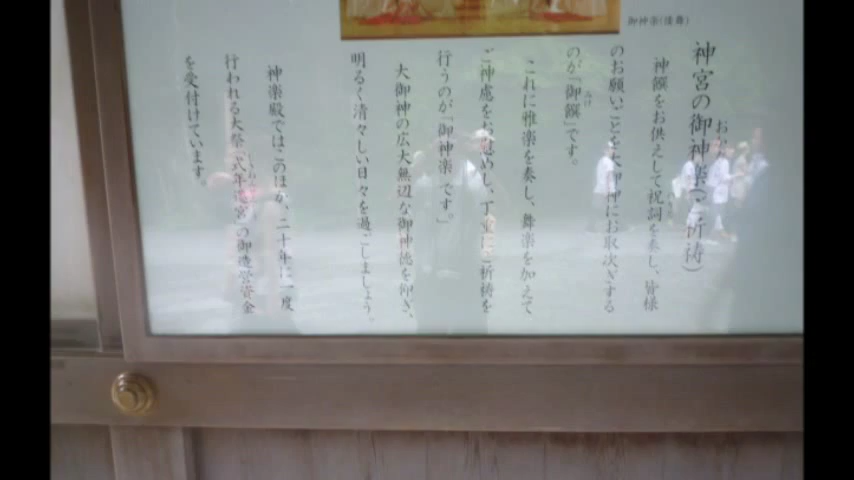 御神楽(倭舞)
神宮の御神楽(ご祈祷)
神饌をお供えして祝詞を奏し、皆様
のお願いごとを大御神にお取次ぎする
のが「御饌」です。
みけ
これに雅楽を奏し、舞楽を加えて、
ご神慮をお慰めし、丁重にご祈祷を
行うのが「御神楽」です。
大御神の広大無辺な御神徳を仰ぎ、
明るく清々しい日々を過ごしましょう。
神楽殿ではこのほか、二十年に一度
行われる大祭「式年遷宮」の御造営資金
を受付けています。